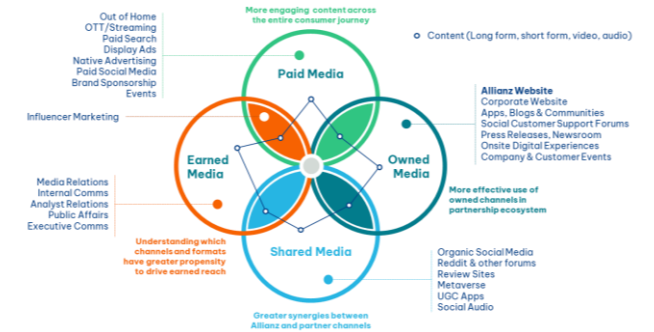 More engaging content across
the entire consumer journey
Out of Home
OTT/Streaming
Paid Search
Display Ads
Native Advertising
Paid Social Media
Brand Sponsorship
Events
Content (Long form, short form, video, audio)
Paid Media
Influencer Marketing
Allianz Website
Corporate Website
Apps, Blogs & Communities
Social Customer Support Forums
Press Releases, Newsroom
Onsite Digital Experiences
Company & Customer Events
Earned
Media
Owned
Media
Media Relations
Internal Comms
Analyst Relations
Public Affairs
Executive Comms
More effective use of
owned channels in
partnership ecosystem
Understanding which
channels and formats
have greater propensity
to drive earned reach
Shared Media
Organic Social Media
Reddit & other forums
Review Sites
Metaverse
UGC Apps
Social Audio
Greater synergies between
Allianz and partner channels